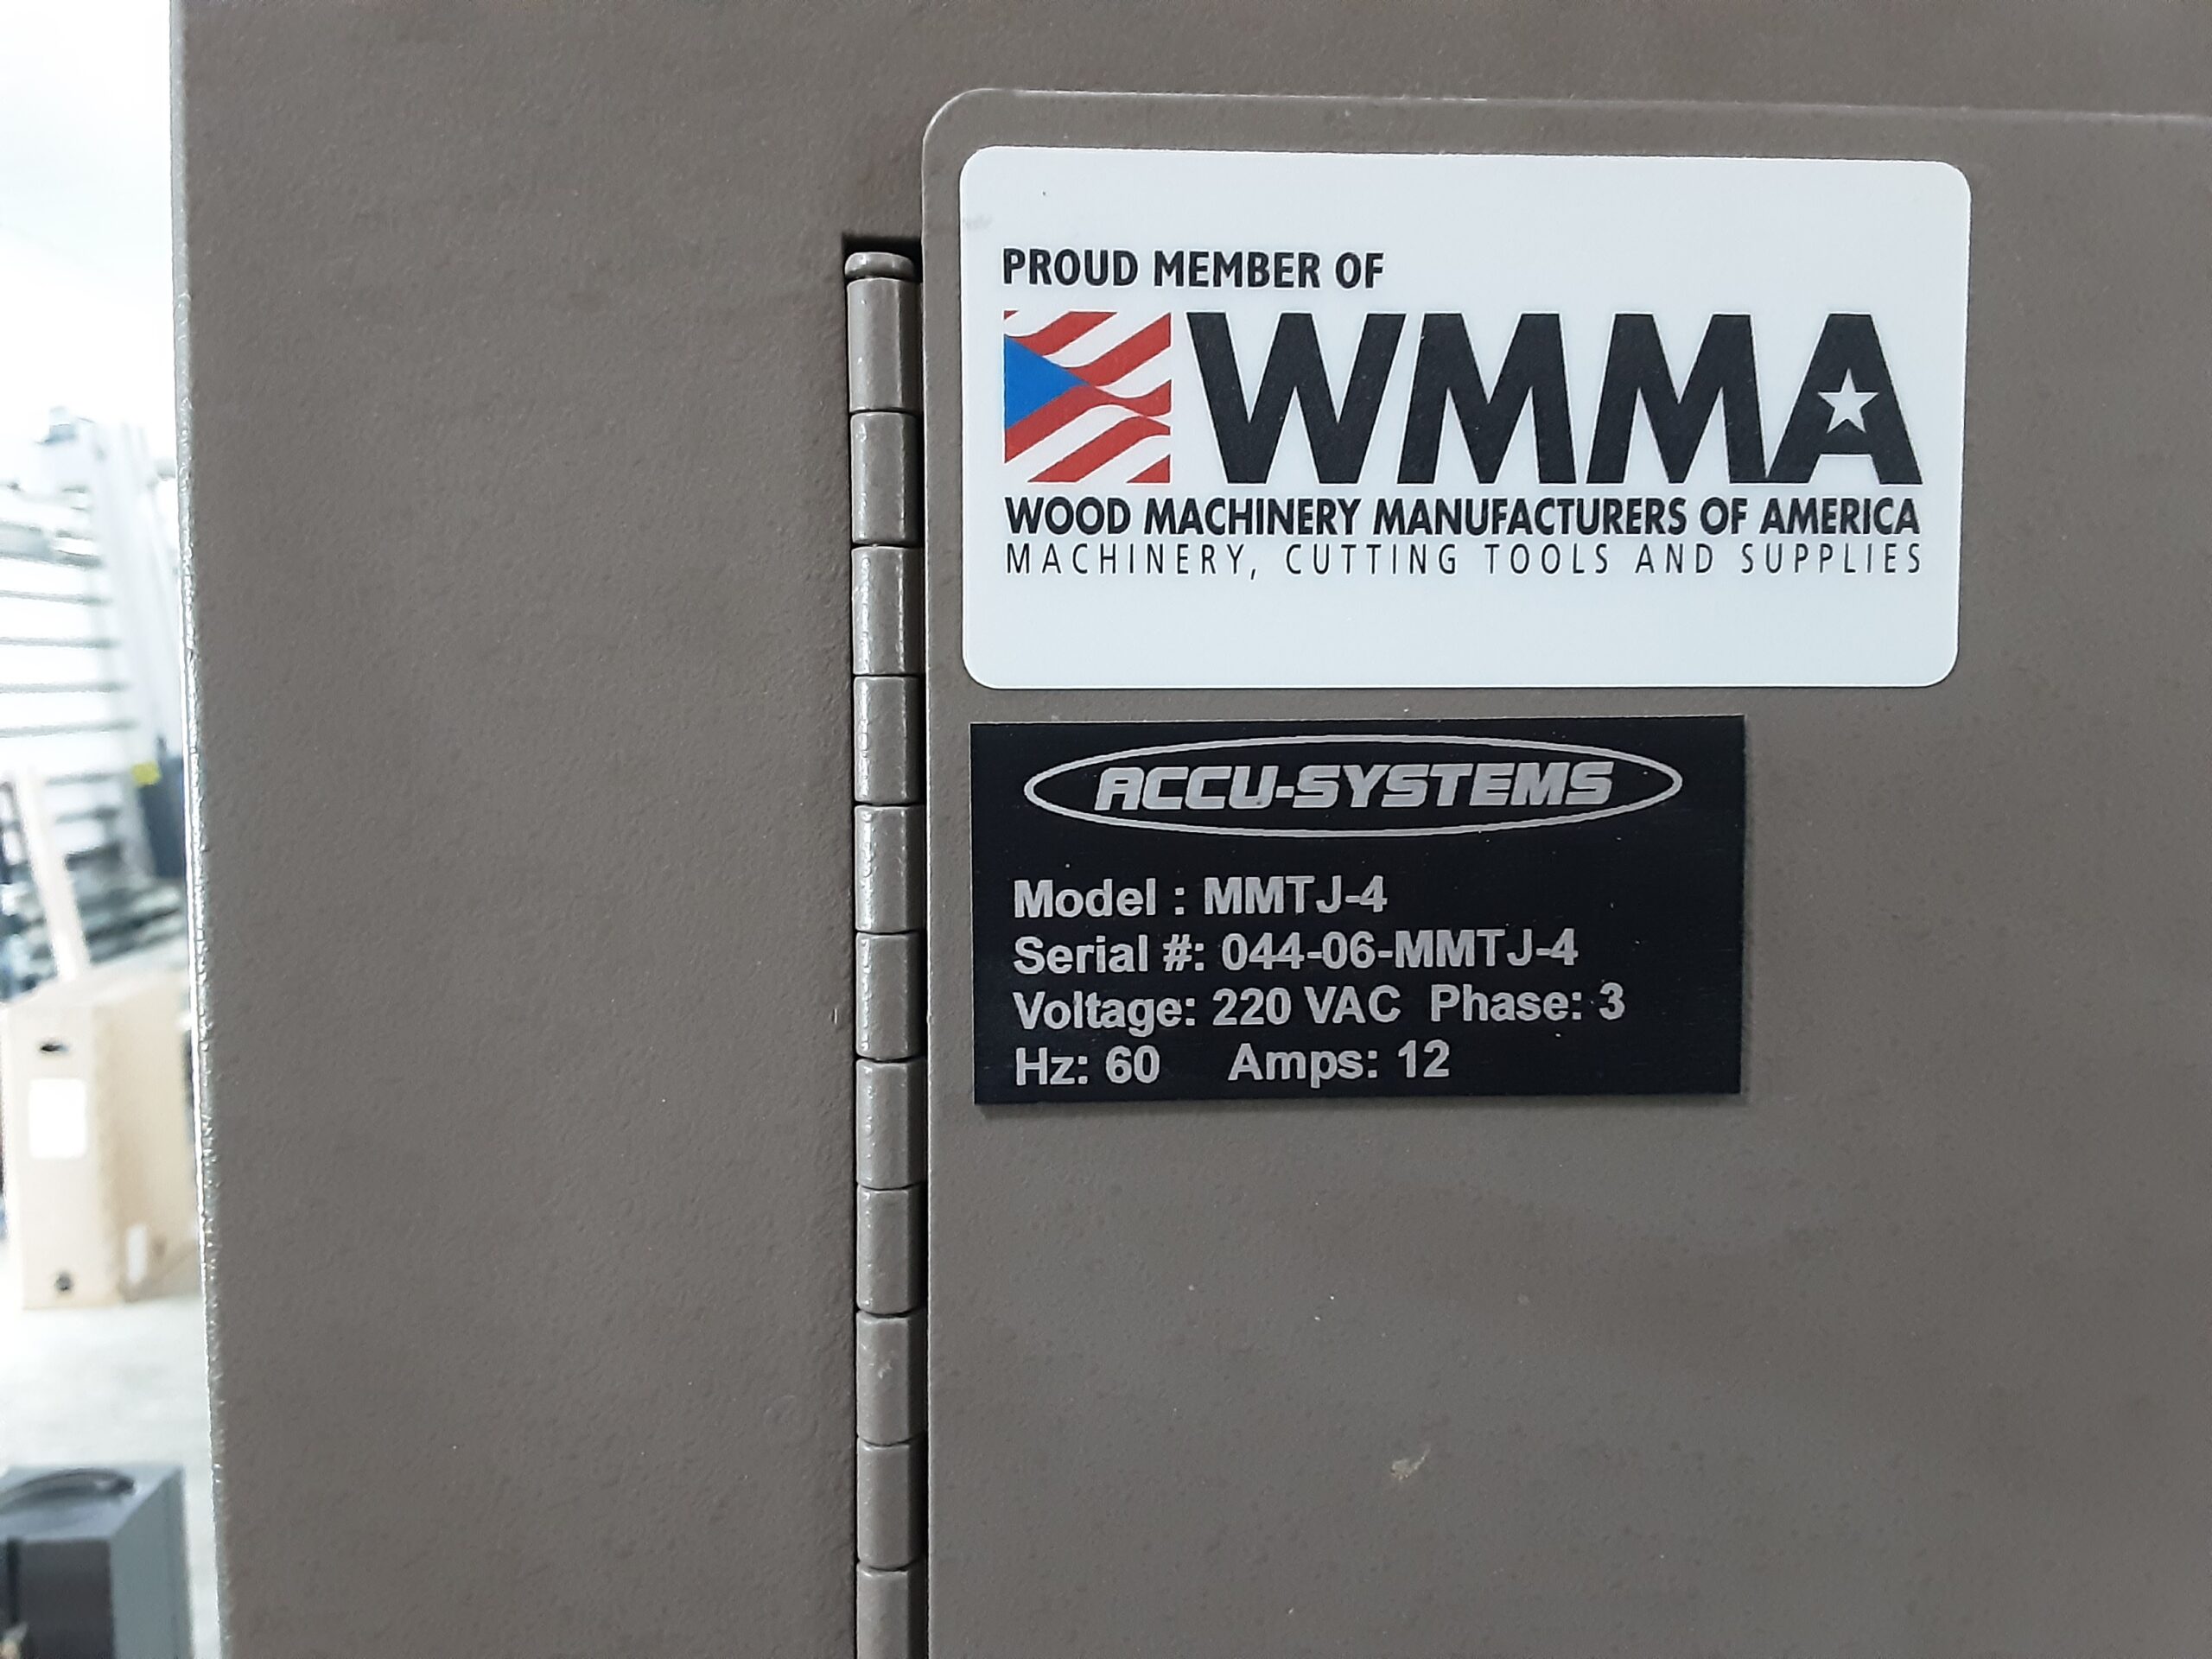 PROUD MEMBER OF
WMMA
WOOD MACHINERY MANUFACTURERS OF AMERICA
MACHINERY, CUTTING TOOLS AND SUPPLIES
ACCU-SYSTEMS
Model : MMTJ-4
Serial #: 044-06-MMTJ-4
Voltage: 220 VAC Phase: 3
Hz: 60 Amps: 12